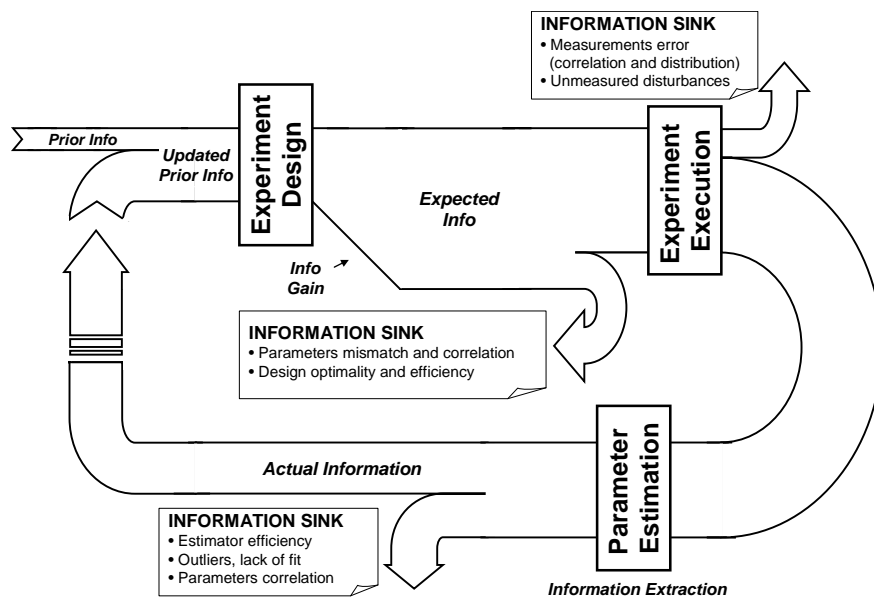 INFORMATION SINK
• Measurements error
(correlation and distribution)
• Unmeasured disturbances
Prior Info
Updated
Prior Info
Experiment
Design
Expected
Info
Experiment
Execution
Info
Gain
INFORMATION SINK
• Parameters mismatch and correlation
• Design optimality and efficiency
Actual Information
Parameter
Estimation
INFORMATION SINK
• Estimator efficiency
• Outliers, lack of fit
• Parameters correlation
Information Extraction